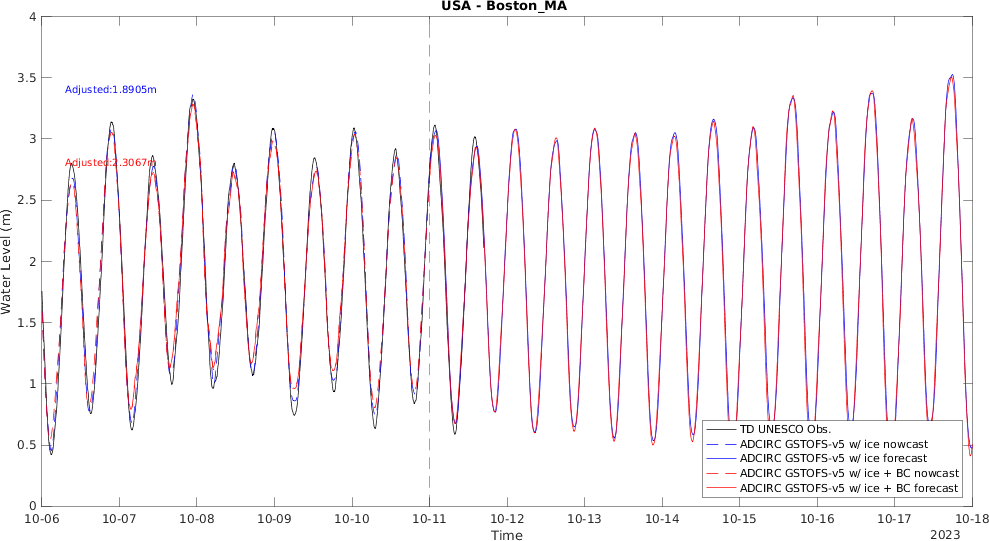 USA - Boston_MA
4
3.5
3
2.5
2
1.5
1
0.5
0
Water Level (m)
Adjusted:1.8905m
Adjusted:2.3067m
TD UNESCO Obs.
ADCIRC GSTOFS-v5 w/ ice nowcast
ADCIRC GSTOFS-v5 w/ ice forecast
ADCIRC GSTOFS-v5 w/ ice + BC nowcast
ADCIRC GSTOFS-v5 w/ ice + BC forecast
10-06 10-07 10-08 10-09 10-10 10-11 10-12 10-13 10-14 10-15 10-16 10-17 10-18
Time
2023